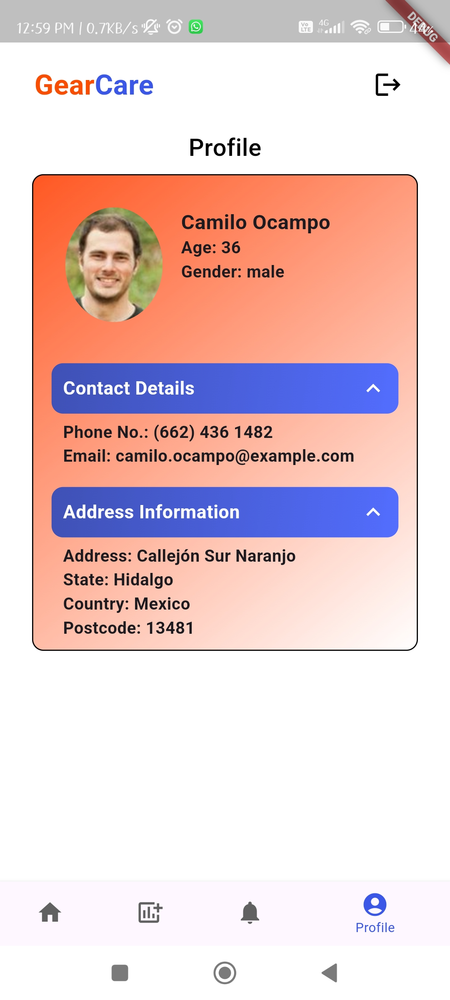 12:59 PM | 0.7KB/s
Vo LTE
4G
DEBUG
GearCare
Profile
Camilo Ocampo
Age: 36
Gender: male
Contact Details
Phone No.: (662) 436 1482
Email: camilo.ocampo@example.com
Address Information
Address: Callejón Sur Naranjo
State: Hidalgo
Country: Mexico
Postcode: 13481
Profile